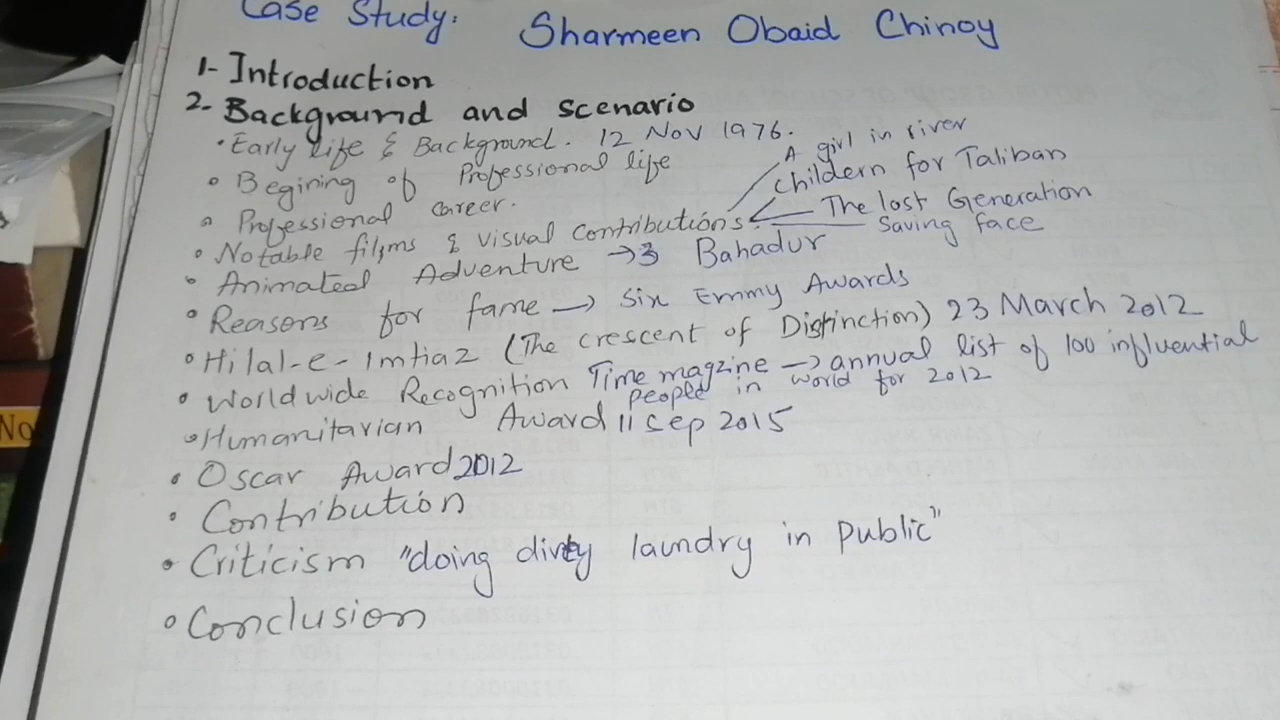 Case Study: Sharmeen Obaid Chinoy
1- Introduction
2- Background and scenario
• Early life & Background. 12 Nov 1976.
• Begining of Professional life
• Professional career.
• Notable films & visual contributions. A girl in river
Childern for Taliban
The lost Generation
Saving face
• Animated Adventure → 3 Bahadur
• Reasons for fame → Six Emmy Awards
• Hilal-e-Imtiaz (The crescent of Distinction) 23 March 2012
• Worldwide Recognition Time magzine → annual list of 100 influential
people in world for 2012
• Humanitarian Award 11 Sep 2015
• Oscar Award 2012
• Contribution
• Criticism "doing dirty laundry in public"
• Conclusion
No